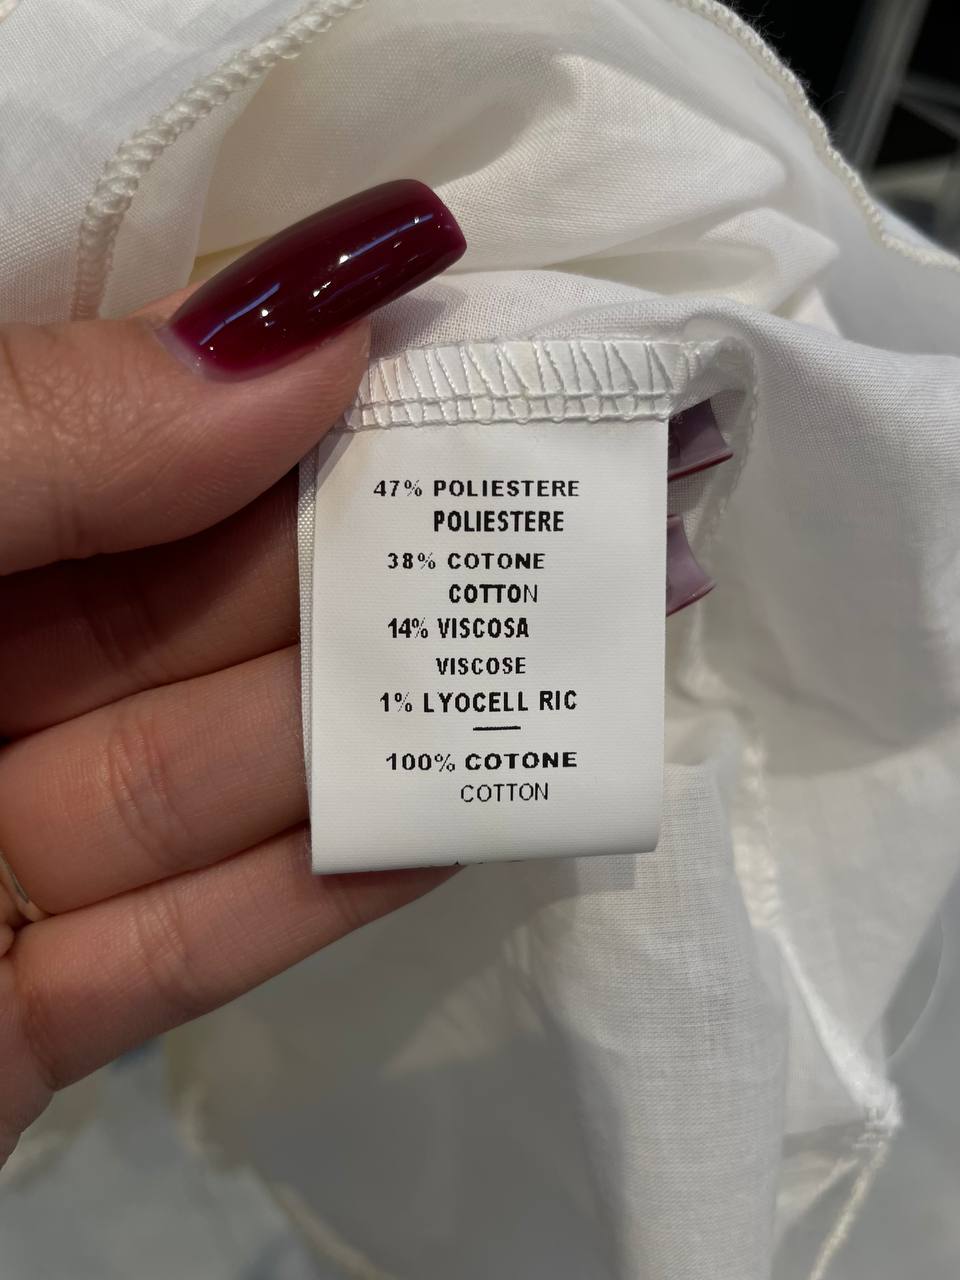 47% POLIESTERE
POLIESTERE
38% COTONE
COTTON
14% VISCOSA
VISCOSE
1% LYOCELL RIC
100% COTONE
COTTON